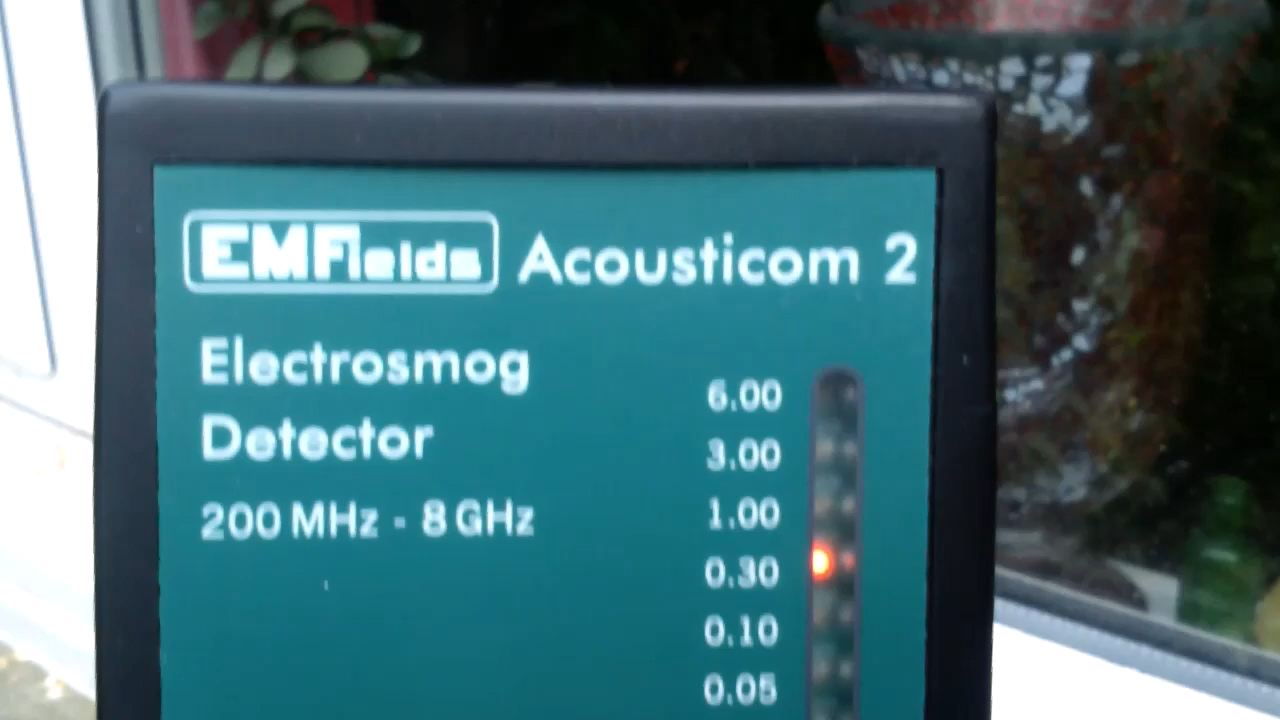 EMFields Acousticom 2
Electrosmog
Detector
200 MHz - 8 GHz
6.00
3.00
1.00
0.30
0.10
0.05